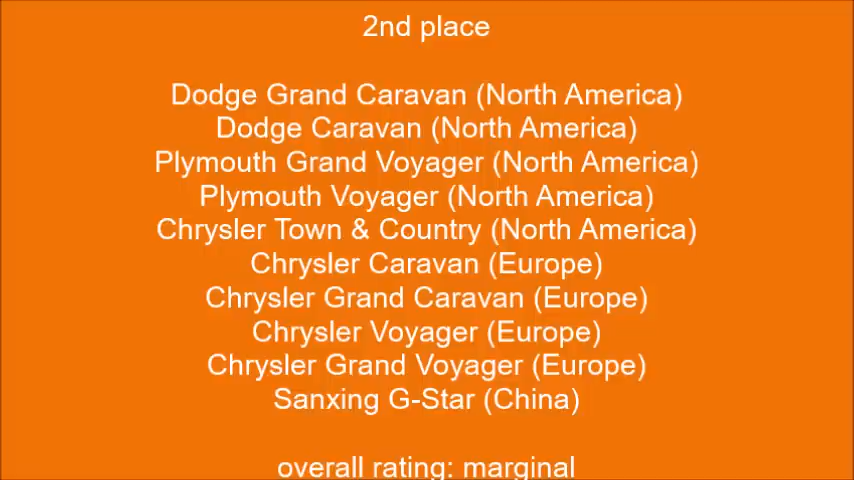 2nd place
Dodge Grand Caravan (North America)
Dodge Caravan (North America)
Plymouth Grand Voyager (North America)
Plymouth Voyager (North America)
Chrysler Town & Country (North America)
Chrysler Caravan (Europe)
Chrysler Grand Caravan (Europe)
Chrysler Voyager (Europe)
Chrysler Grand Voyager (Europe)
Sanxing G-Star (China)
overall rating: marginal